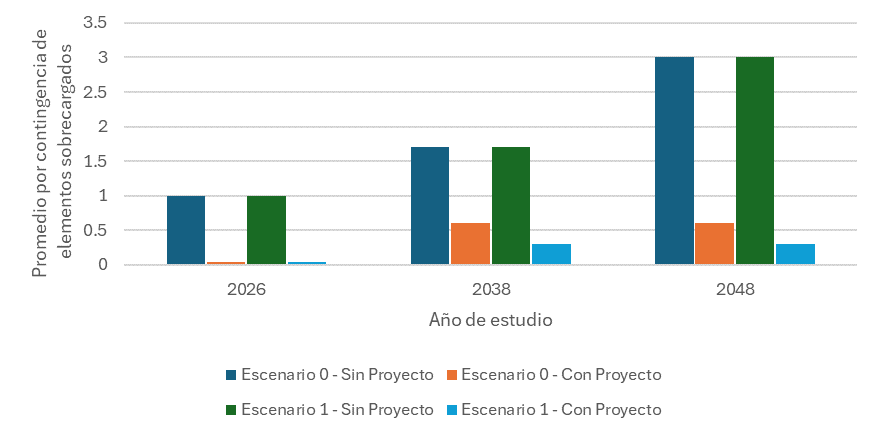 Promedio por contingencia de
elementos sobrecargados
3.5
3
2.5
2
1.5
1
0.5
0
2026
2038
2048
Año de estudio
Escenario 0 - Sin Proyecto
Escenario 0 - Con Proyecto
Escenario 1 - Sin Proyecto
Escenario 1 - Con Proyecto